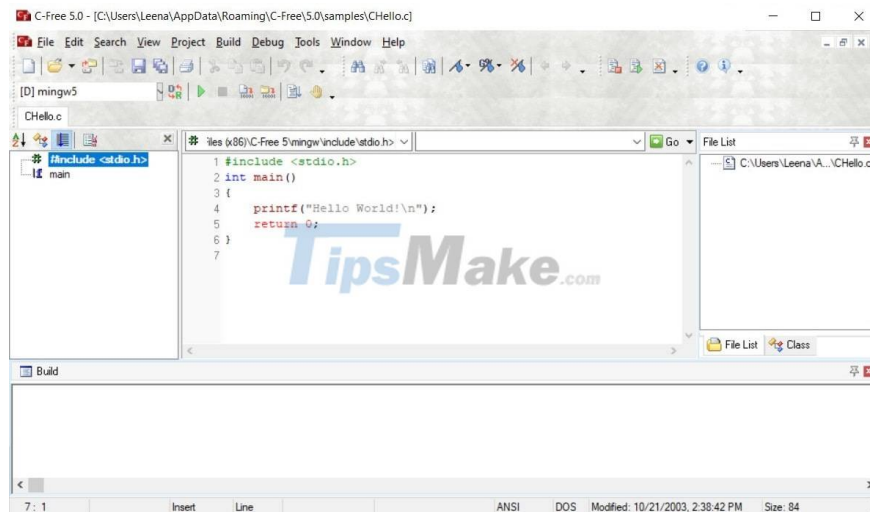 C-Free 5.0 - [C:\Users\Leena\AppData\Roaming\C-Free\5.0\samples\CHello.c]
File Edit Search View Project Build Debug Tools Window Help
[D] mingw5
CHello.c
# iles (x86)\C-Free 5\mingw\include\stdio.h>
Go
File List
# #include <stdio.h>
main
C:\Users\Leena\A...\CHello.c
1 #include <stdio.h>
2 int main()
3 {
4 printf("Hello World!\n");
5 return 0;
6 }
7
TipsMake.com
File List Class
Build
7: 1 Insert Line ANSI DOS Modified: 10/21/2003, 2:38:42 PM Size: 84